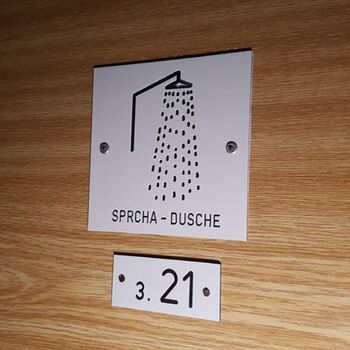 SPRCHA - DUSCHE
3. 21